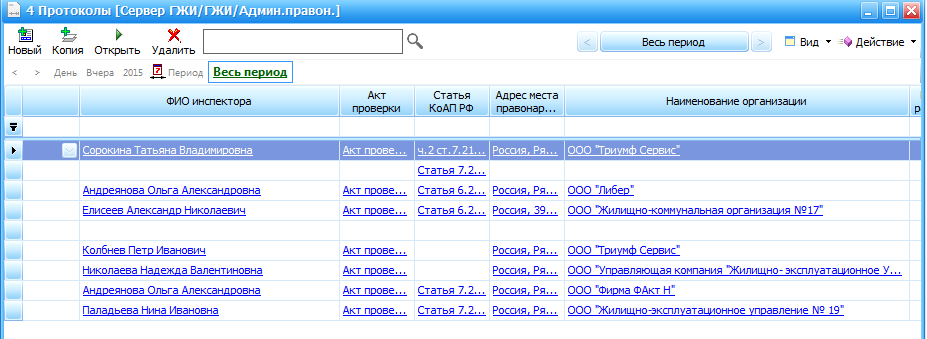 4 Протоколы [Сервер ГЖИ/ГЖИ/Админ.правон.]
Новый Копия Открыть Удалить < Весь период > Вид Действие
< > День Вчера 2015 Период Весь период
ФИО инспектора Акт проверки Статья КоАП РФ Адрес места правонар... Наименование организации
Сорокина Татьяна Владимировна Акт прове... ч.2 ст.7.21... Россия, Ря... ООО "Триумф Сервис"
Статья 7.2...
Андреянова Ольга Александровна Акт прове... Статья 6.2... Россия, Ря... ООО "Либер"
Елисеев Александр Николаевич Акт прове... Статья 6.2... Россия, 39... ООО "Жилищно-коммунальная организация №17"
Колбнев Петр Иванович Акт прове... Россия, Ря... ООО "Триумф Сервис"
Николаева Надежда Валентиновна Акт прове... Россия, Ря... ООО "Управляющая компания "Жилищно- эксплуатационное У...
Андреянова Ольга Александровна Акт прове... Статья 7.2... Россия, Ря... ООО "Фирма ФАкт Н"
Паладьева Нина Ивановна Акт прове... Статья 7.2... Россия, Ря... ООО "Жилищно-эксплуатационное управление № 19"